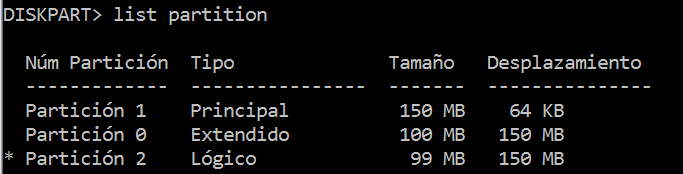 DISKPART> list partition
Núm Partición  Tipo              Tamaño   Desplazamiento
-------------  ----------------  -------  ---------------
Partición 1    Principal          150 MB    64 KB
Partición 0    Extendido          100 MB   150 MB
* Partición 2    Lógico              99 MB   150 MB